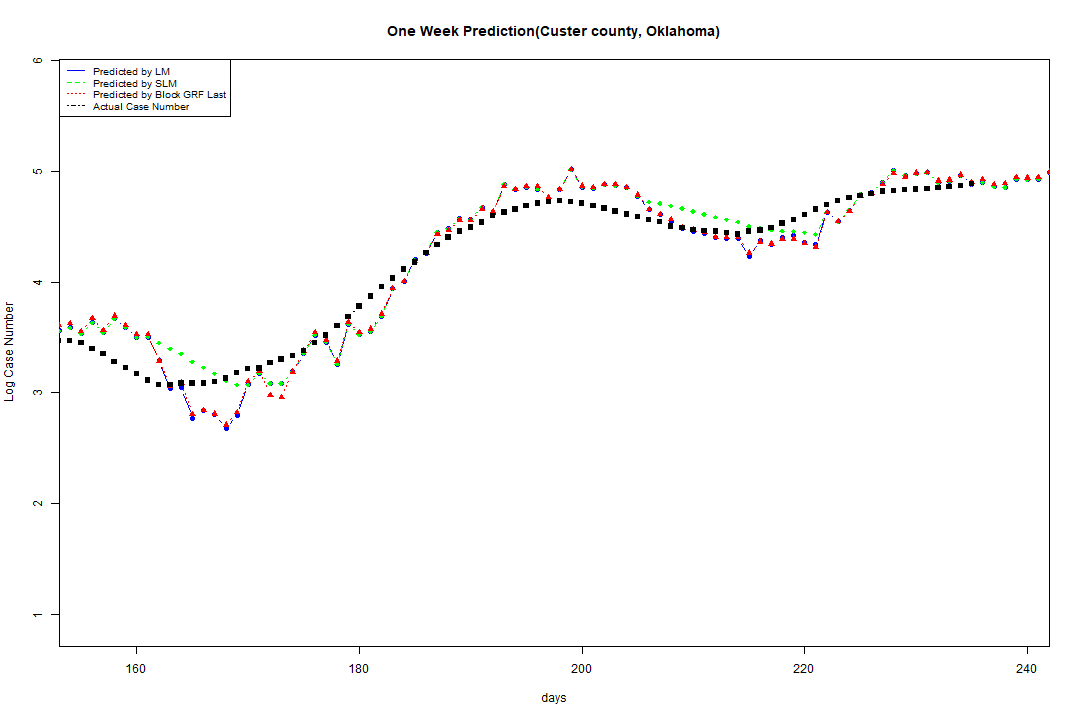 One Week Prediction(Custer county, Oklahoma)
Predicted by LM
Predicted by SLM
Predicted by Block GRF Last
Actual Case Number
6
5
4
3
2
1
Log Case Number
160 180 200 220 240
days